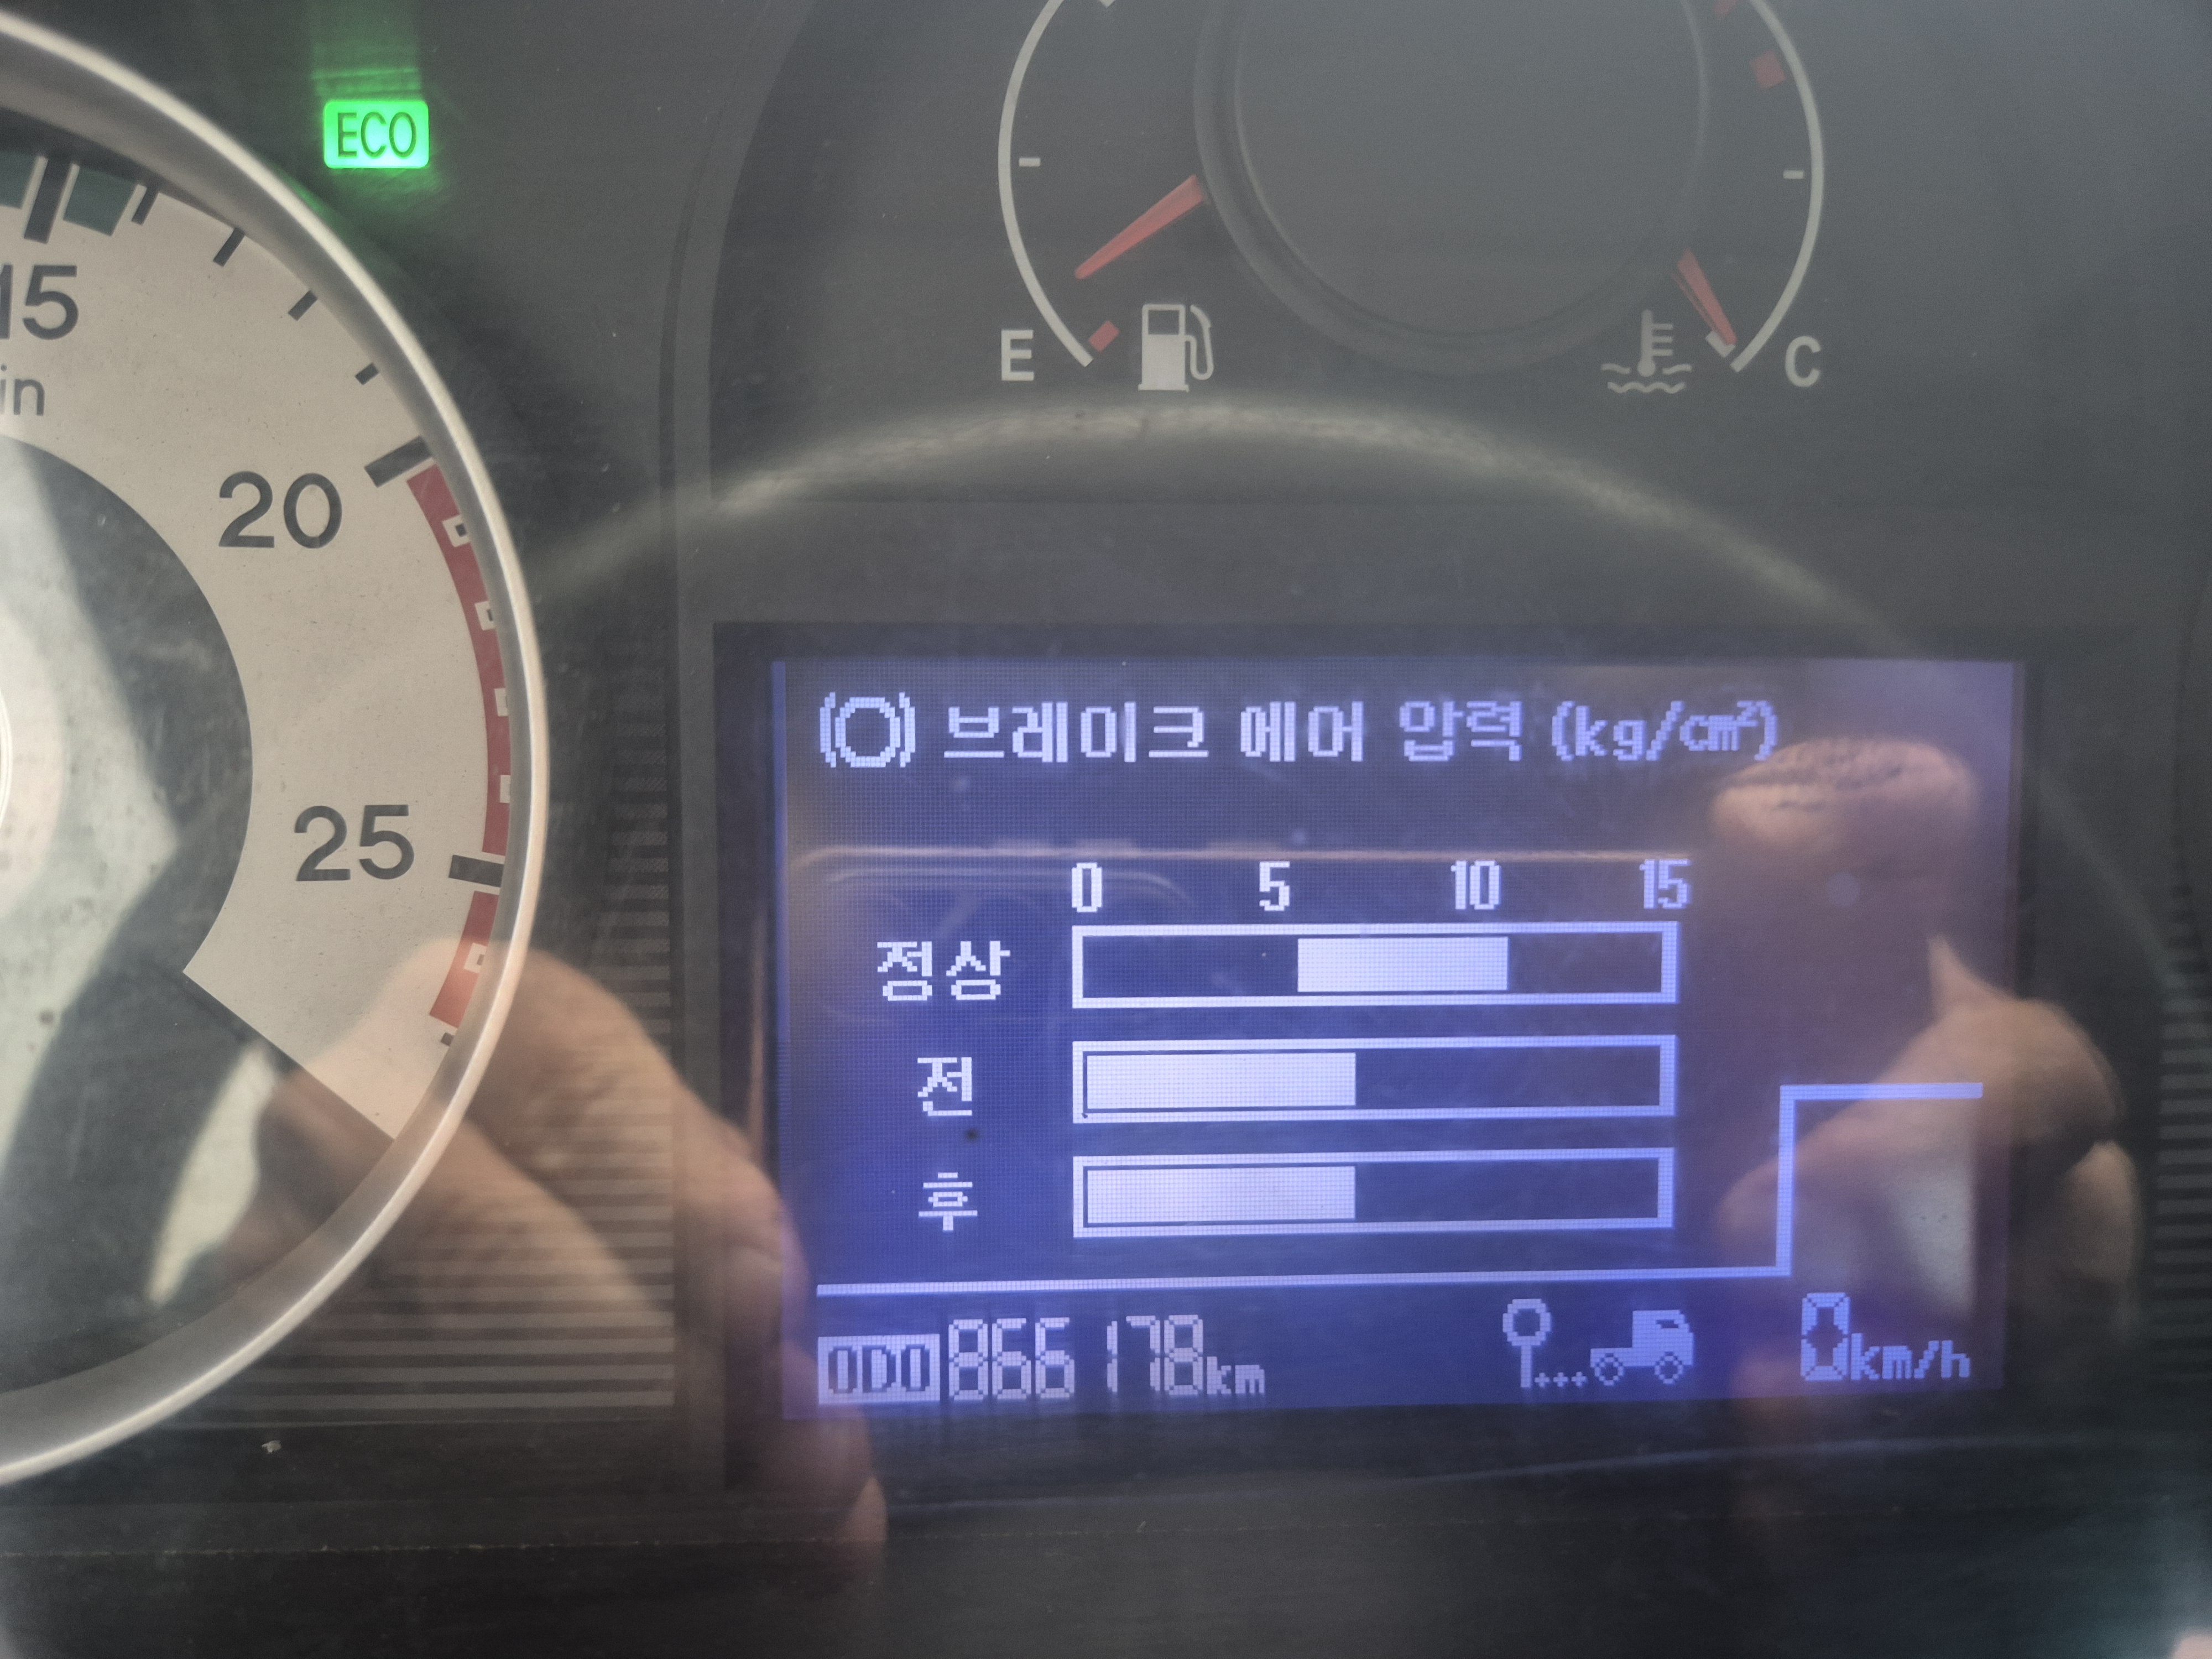 ECO
15
in
20
25
E
C
브레이크 에어 압력 (kg/cm²)
0 5 10 15
정상
전
후
ODO 866178km
0km/h